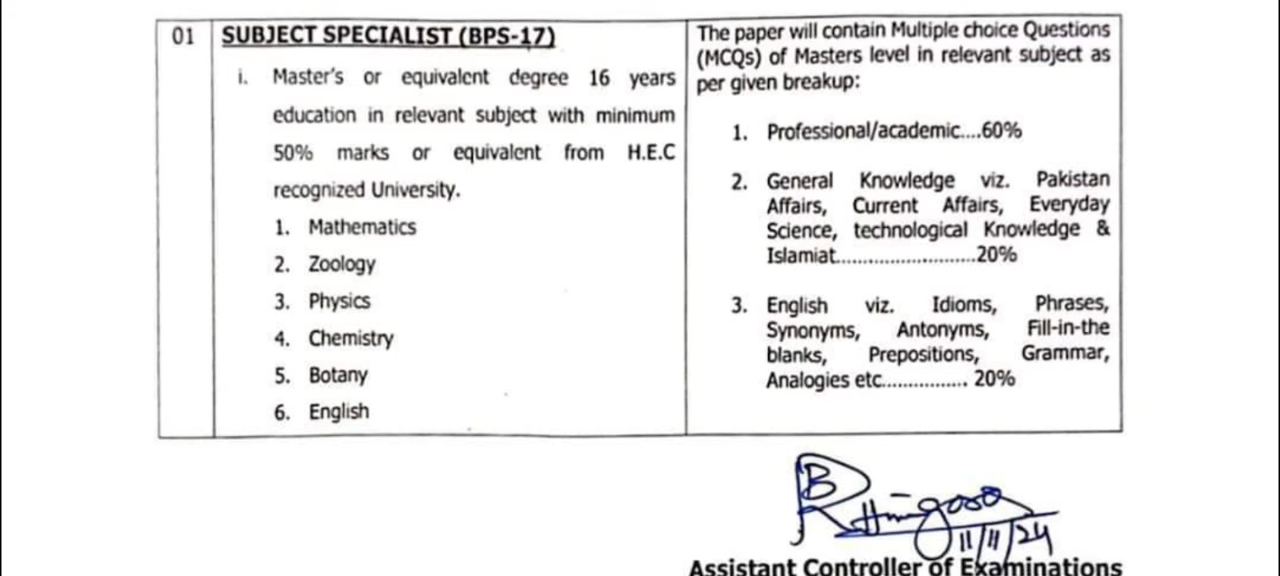 01
SUBJECT SPECIALIST (BPS-17)
i. Master's or equivalent degree 16 years
education in relevant subject with minimum
50% marks or equivalent from H.E.C
recognized University.
1. Mathematics
2. Zoology
3. Physics
4. Chemistry
5. Botany
6. English
The paper will contain Multiple choice Questions
(MCQs) of Masters level in relevant subject as
per given breakup:
1. Professional/academic....60%
2. General Knowledge viz. Pakistan
Affairs, Current Affairs, Everyday
Science, technological Knowledge &
Islamiat.........................20%
3. English viz. Idioms, Phrases,
Synonyms, Antonyms, Fill-in-the
blanks, Prepositions, Grammar,
Analogies etc................ 20%
11/11/24
Assistant Controller of Examinations